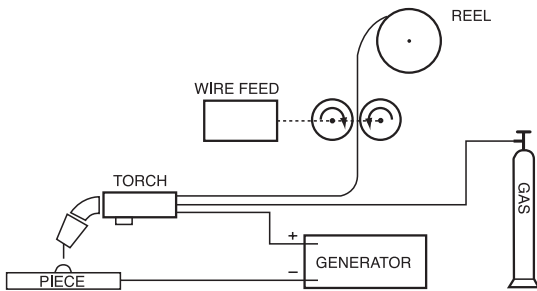 REEL
WIRE FEED
TORCH
GAS
+
GENERATOR
−
PIECE